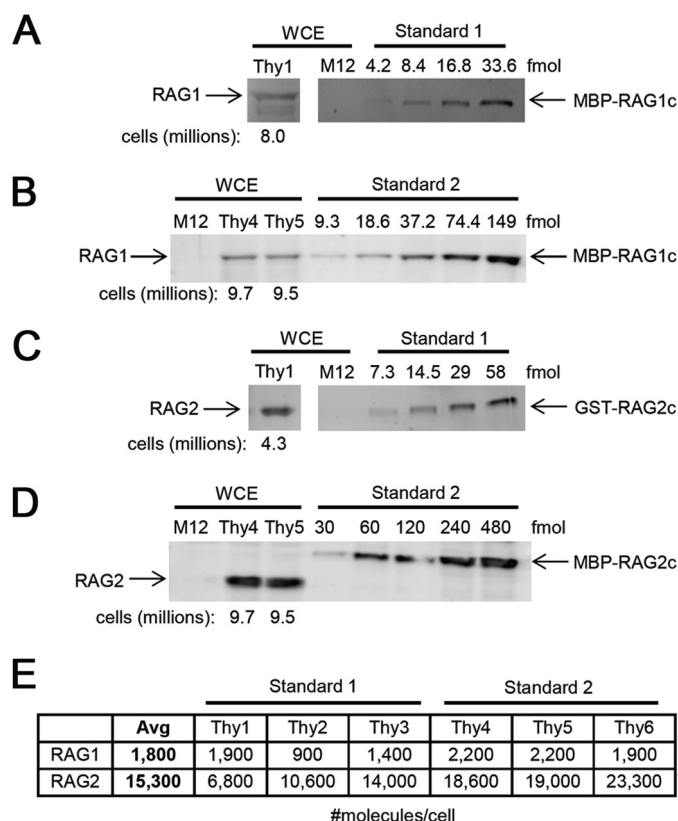 A
WCE Standard 1
Thy1 M12 4.2 8.4 16.8 33.6 fmol
RAG1 MBP-RAG1c
cells (millions): 8.0
B
WCE Standard 2
M12 Thy4 Thy5 9.3 18.6 37.2 74.4 149 fmol
RAG1 MBP-RAG1c
cells (millions): 9.7 9.5
C
WCE Standard 1
Thy1 M12 7.3 14.5 29 58 fmol
RAG2 GST-RAG2c
cells (millions): 4.3
D
WCE Standard 2
M12 Thy4 Thy5 30 60 120 240 480 fmol
MBP-RAG2c
RAG2
cells (millions): 9.7 9.5
E
Standard 1 Standard 2
Avg Thy1 Thy2 Thy3 Thy4 Thy5 Thy6
RAG1 1,800 1,900 900 1,400 2,200 2,200 1,900
RAG2 15,300 6,800 10,600 14,000 18,600 19,000 23,300
#molecules/cell